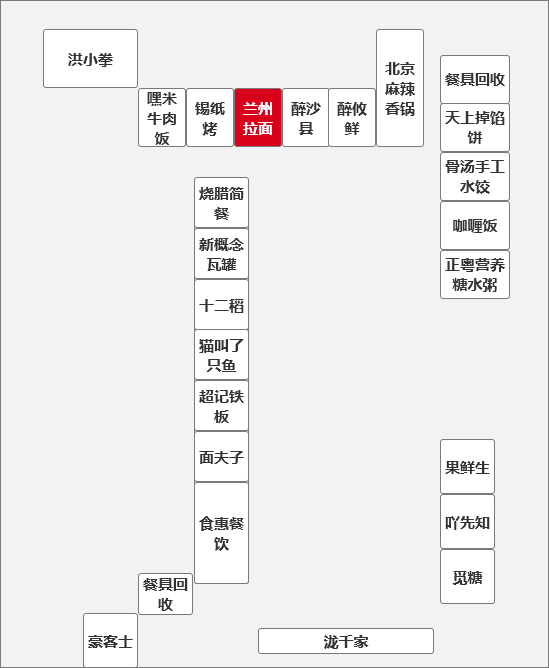 洪小拳
嘿米
牛肉
饭
锡纸
烤
兰州
拉面
醉沙
县
醉攸
鲜
北京
麻辣
香锅
餐具回收
天上掉馅
饼
骨汤手工
水饺
咖喱饭
正粤营养
糖水粥
烧腊简
餐
新概念
瓦罐
十二稻
猫叫了
只鱼
超记铁
板
面夫子
食惠餐
饮
果鲜生
吖先知
觅糖
餐具回
收
豪客士
泷千家